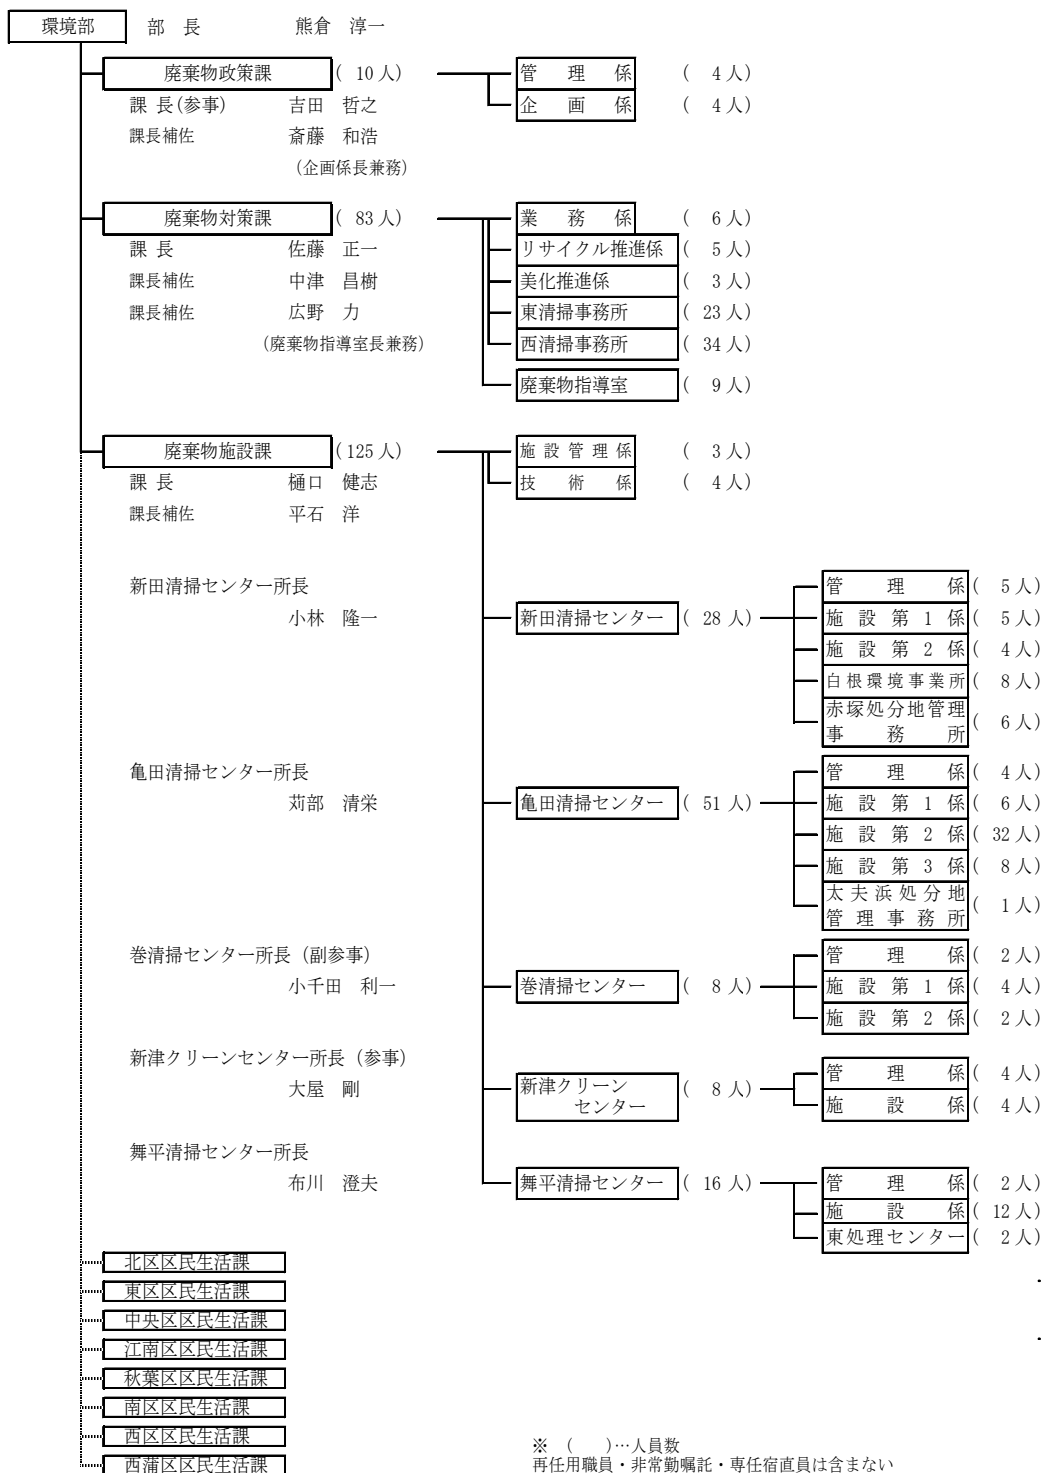 環境部 部 長 熊倉 淳一
廃棄物政策課 ( 10人) 管 理 係 ( 4人)
課 長(参事) 吉田 哲之 企 画 係 ( 4人)
課長補佐 斎藤 和浩
(企画係長兼務)
廃棄物対策課 ( 83人) 業 務 係 ( 6人)
課 長 佐藤 正一 リサイクル推進係 ( 5人)
課長補佐 中津 昌樹 美化推進係 ( 3人)
課長補佐 広野 力 東清掃事務所 ( 23人)
(廃棄物指導室長兼務) 西清掃事務所 ( 34人)
廃棄物指導室 ( 9人)
廃棄物施設課 (125人) 施設管理係 ( 3人)
課 長 樋口 健志 技 術 係 ( 4人)
課長補佐 平石 洋
新田清掃センター所長 管 理 係 ( 5人)
小林 隆一 新田清掃センター ( 28人) 施設第1係 ( 5人)
施設第2係 ( 4人)
白根環境事業所 ( 8人)
赤塚処分地管理
事 務 所 ( 6人)
亀田清掃センター所長 管 理 係 ( 4人)
苅部 清栄 亀田清掃センター ( 51人) 施設第1係 ( 6人)
施設第2係 ( 32人)
施設第3係 ( 8人)
太夫浜処分地
管理事務所 ( 1人)
巻清掃センター所長(副参事) 管 理 係 ( 2人)
小千田 利一 巻清掃センター ( 8人) 施設第1係 ( 4人)
施設第2係 ( 2人)
新津クリーンセンター所長(参事) 管 理 係 ( 4人)
大屋 剛 新津クリーン
センター ( 8人) 施 設 係 ( 4人)
舞平清掃センター所長
布川 澄夫 舞平清掃センター ( 16人) 管 理 係 ( 2人)
施 設 係 ( 12人)
東処理センター ( 2人)
北区区民生活課
東区区民生活課
中央区区民生活課
江南区区民生活課
秋葉区区民生活課
南区区民生活課
西区区民生活課
西蒲区区民生活課
※ ( )…人員数
再任用職員・非常勤嘱託・専任宿直員は含まない